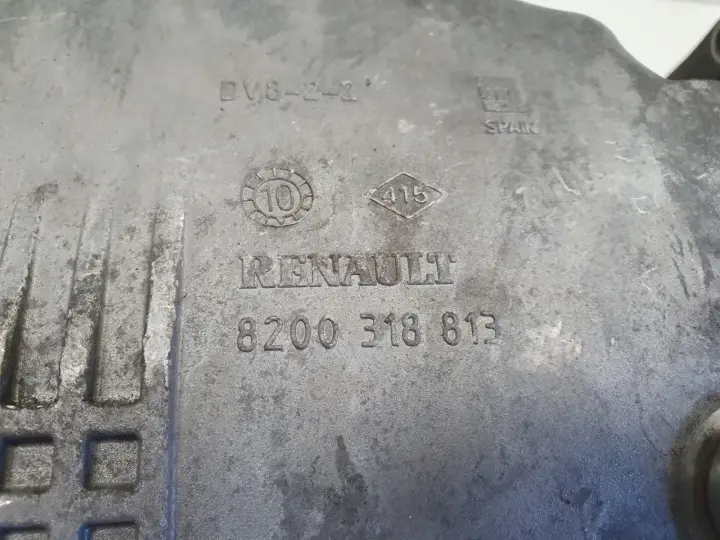 DV8-2-2
SPAIN
10 415
RENAULT
8200 318 813